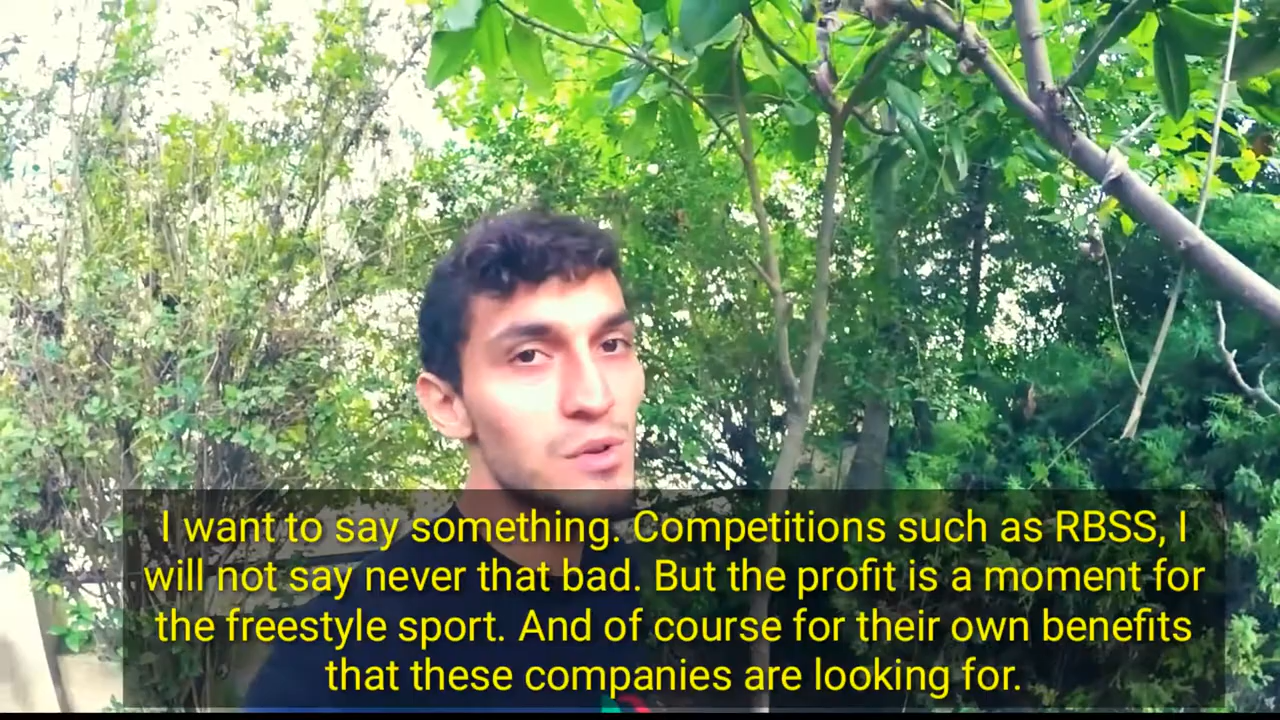 I want to say something. Competitions such as RBSS, I
will not say never that bad. But the profit is a moment for
the freestyle sport. And of course for their own benefits
that these companies are looking for.